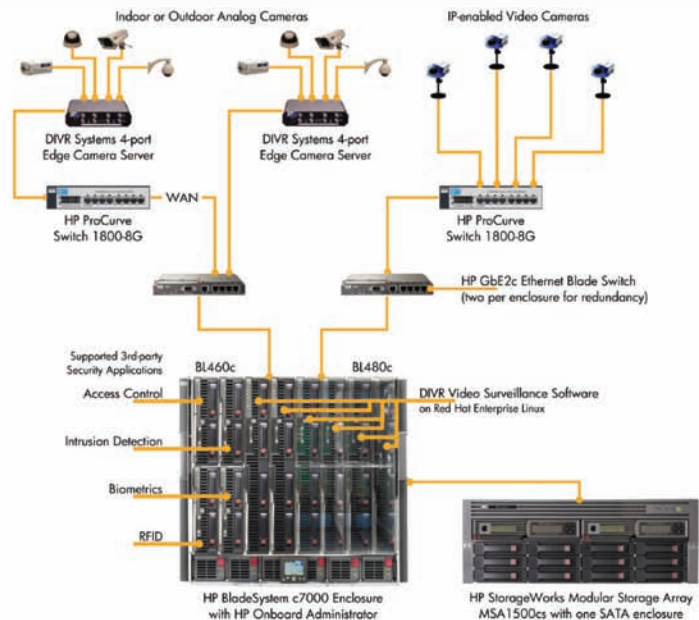 Indoor or Outdoor Analog Cameras
IP-enabled Video Cameras
DIVR Systems 4-port
Edge Camera Server
DIVR Systems 4-port
Edge Camera Server
WAN
HP ProCurve
Switch 1800-8G
HP ProCurve
Switch 1800-8G
HP GbE2c Ethernet Blade Switch
(two per enclosure for redundancy)
Supported 3rd-party
Security Applications
BL460c
BL480c
Access Control
DIVR Video Surveillance Software
on Red Hat Enterprise Linux
Intrusion Detection
Biometrics
RFID
HP BladeSystem c7000 Enclosure
with HP Onboard Administrator
HP StorageWorks Modular Storage Array
MSA1500cs with one SATA enclosure